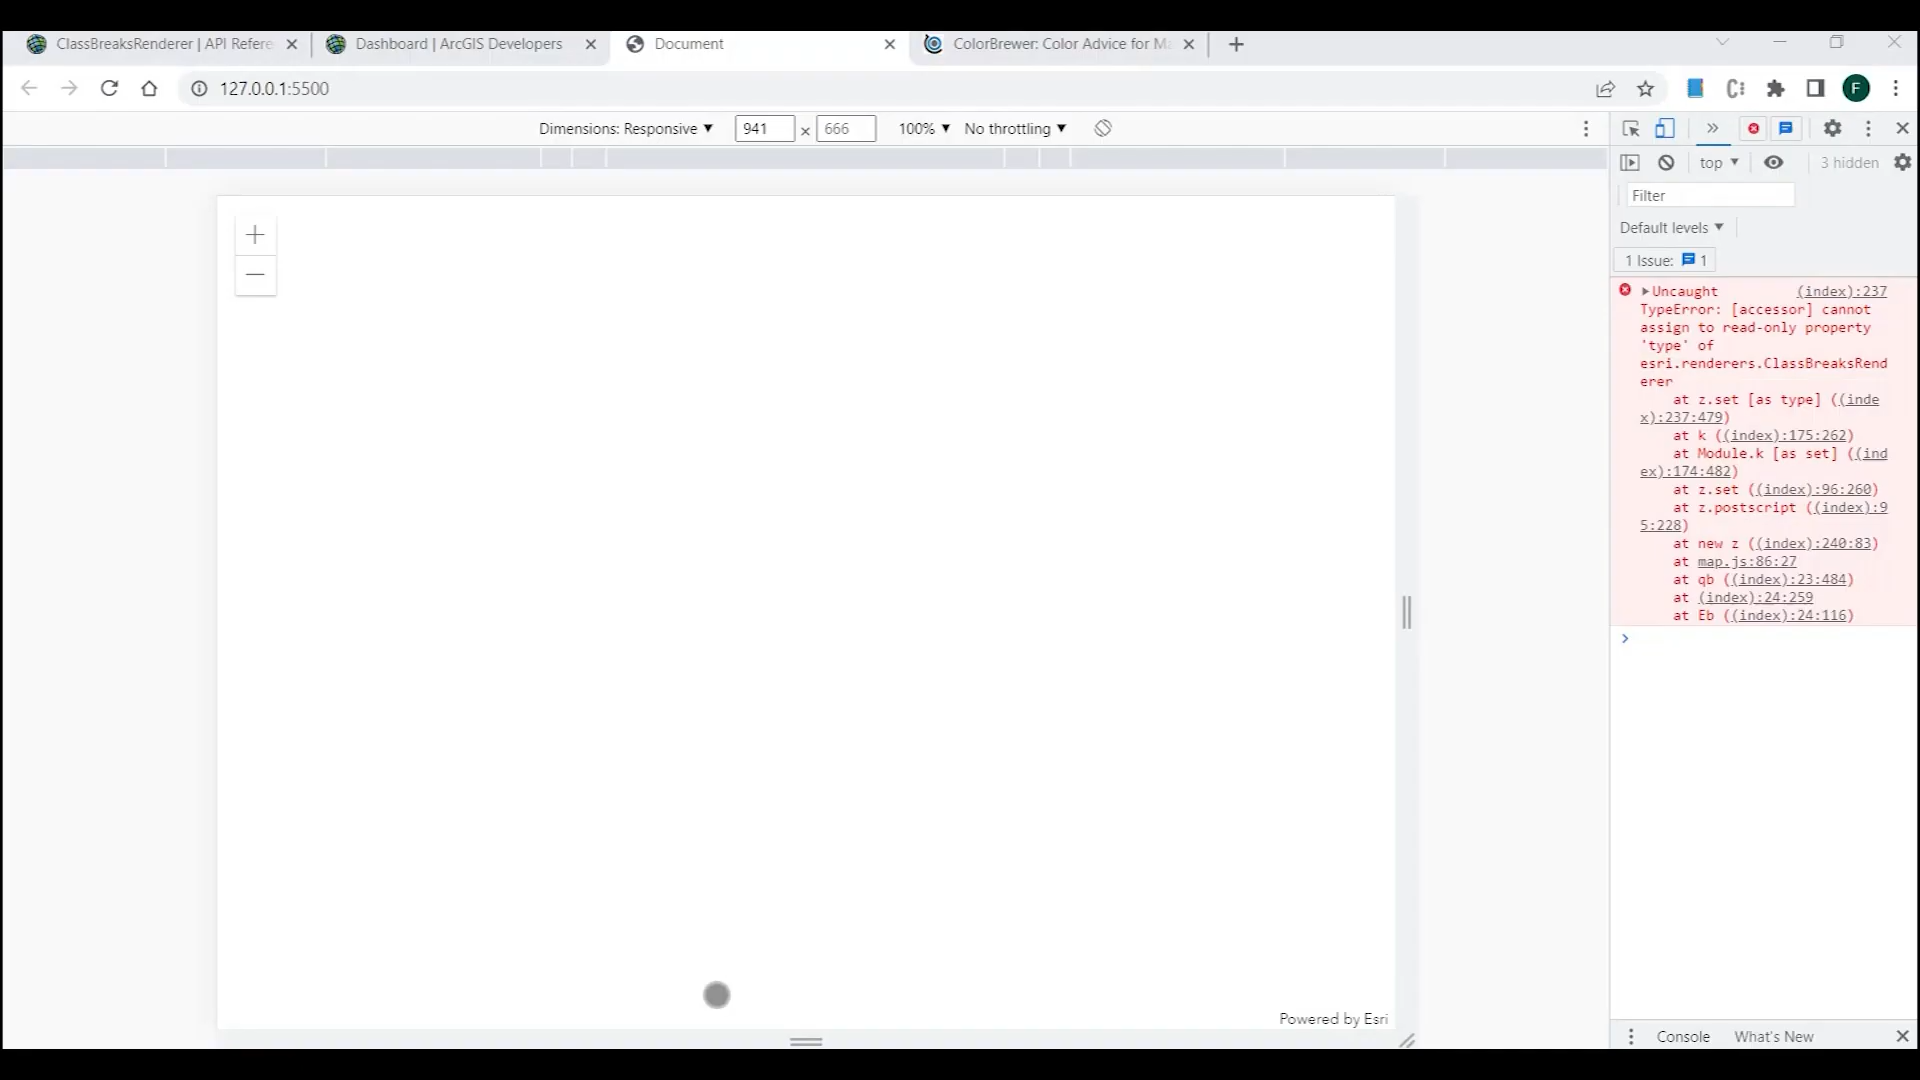 ClassBreaksRenderer | API Refere
Dashboard | ArcGIS Developers
Document
ColorBrewer: Color Advice for Ma
127.0.0.1:5500
F
Dimensions: Responsive ▼ 941 × 666 100% ▼ No throttling ▼
top ▼ 3 hidden
Filter
Default levels ▼
1 Issue: 1
Uncaught (index):237
TypeError: [accessor] cannot
assign to read-only property
'type' of
esri.renderers.ClassBreaksRend
erer
at z.set [as type] ((inde
x):237:479)
at k ((index):175:262)
at Module.k [as set] ((ind
ex):174:482)
at z.set ((index):96:260)
at z.postscript ((index):9
5:228)
at new z ((index):240:83)
at map.js:86:27
at qb ((index):23:484)
at (index):24:259
at Eb ((index):24:116)
Powered by Esri
Console What's New